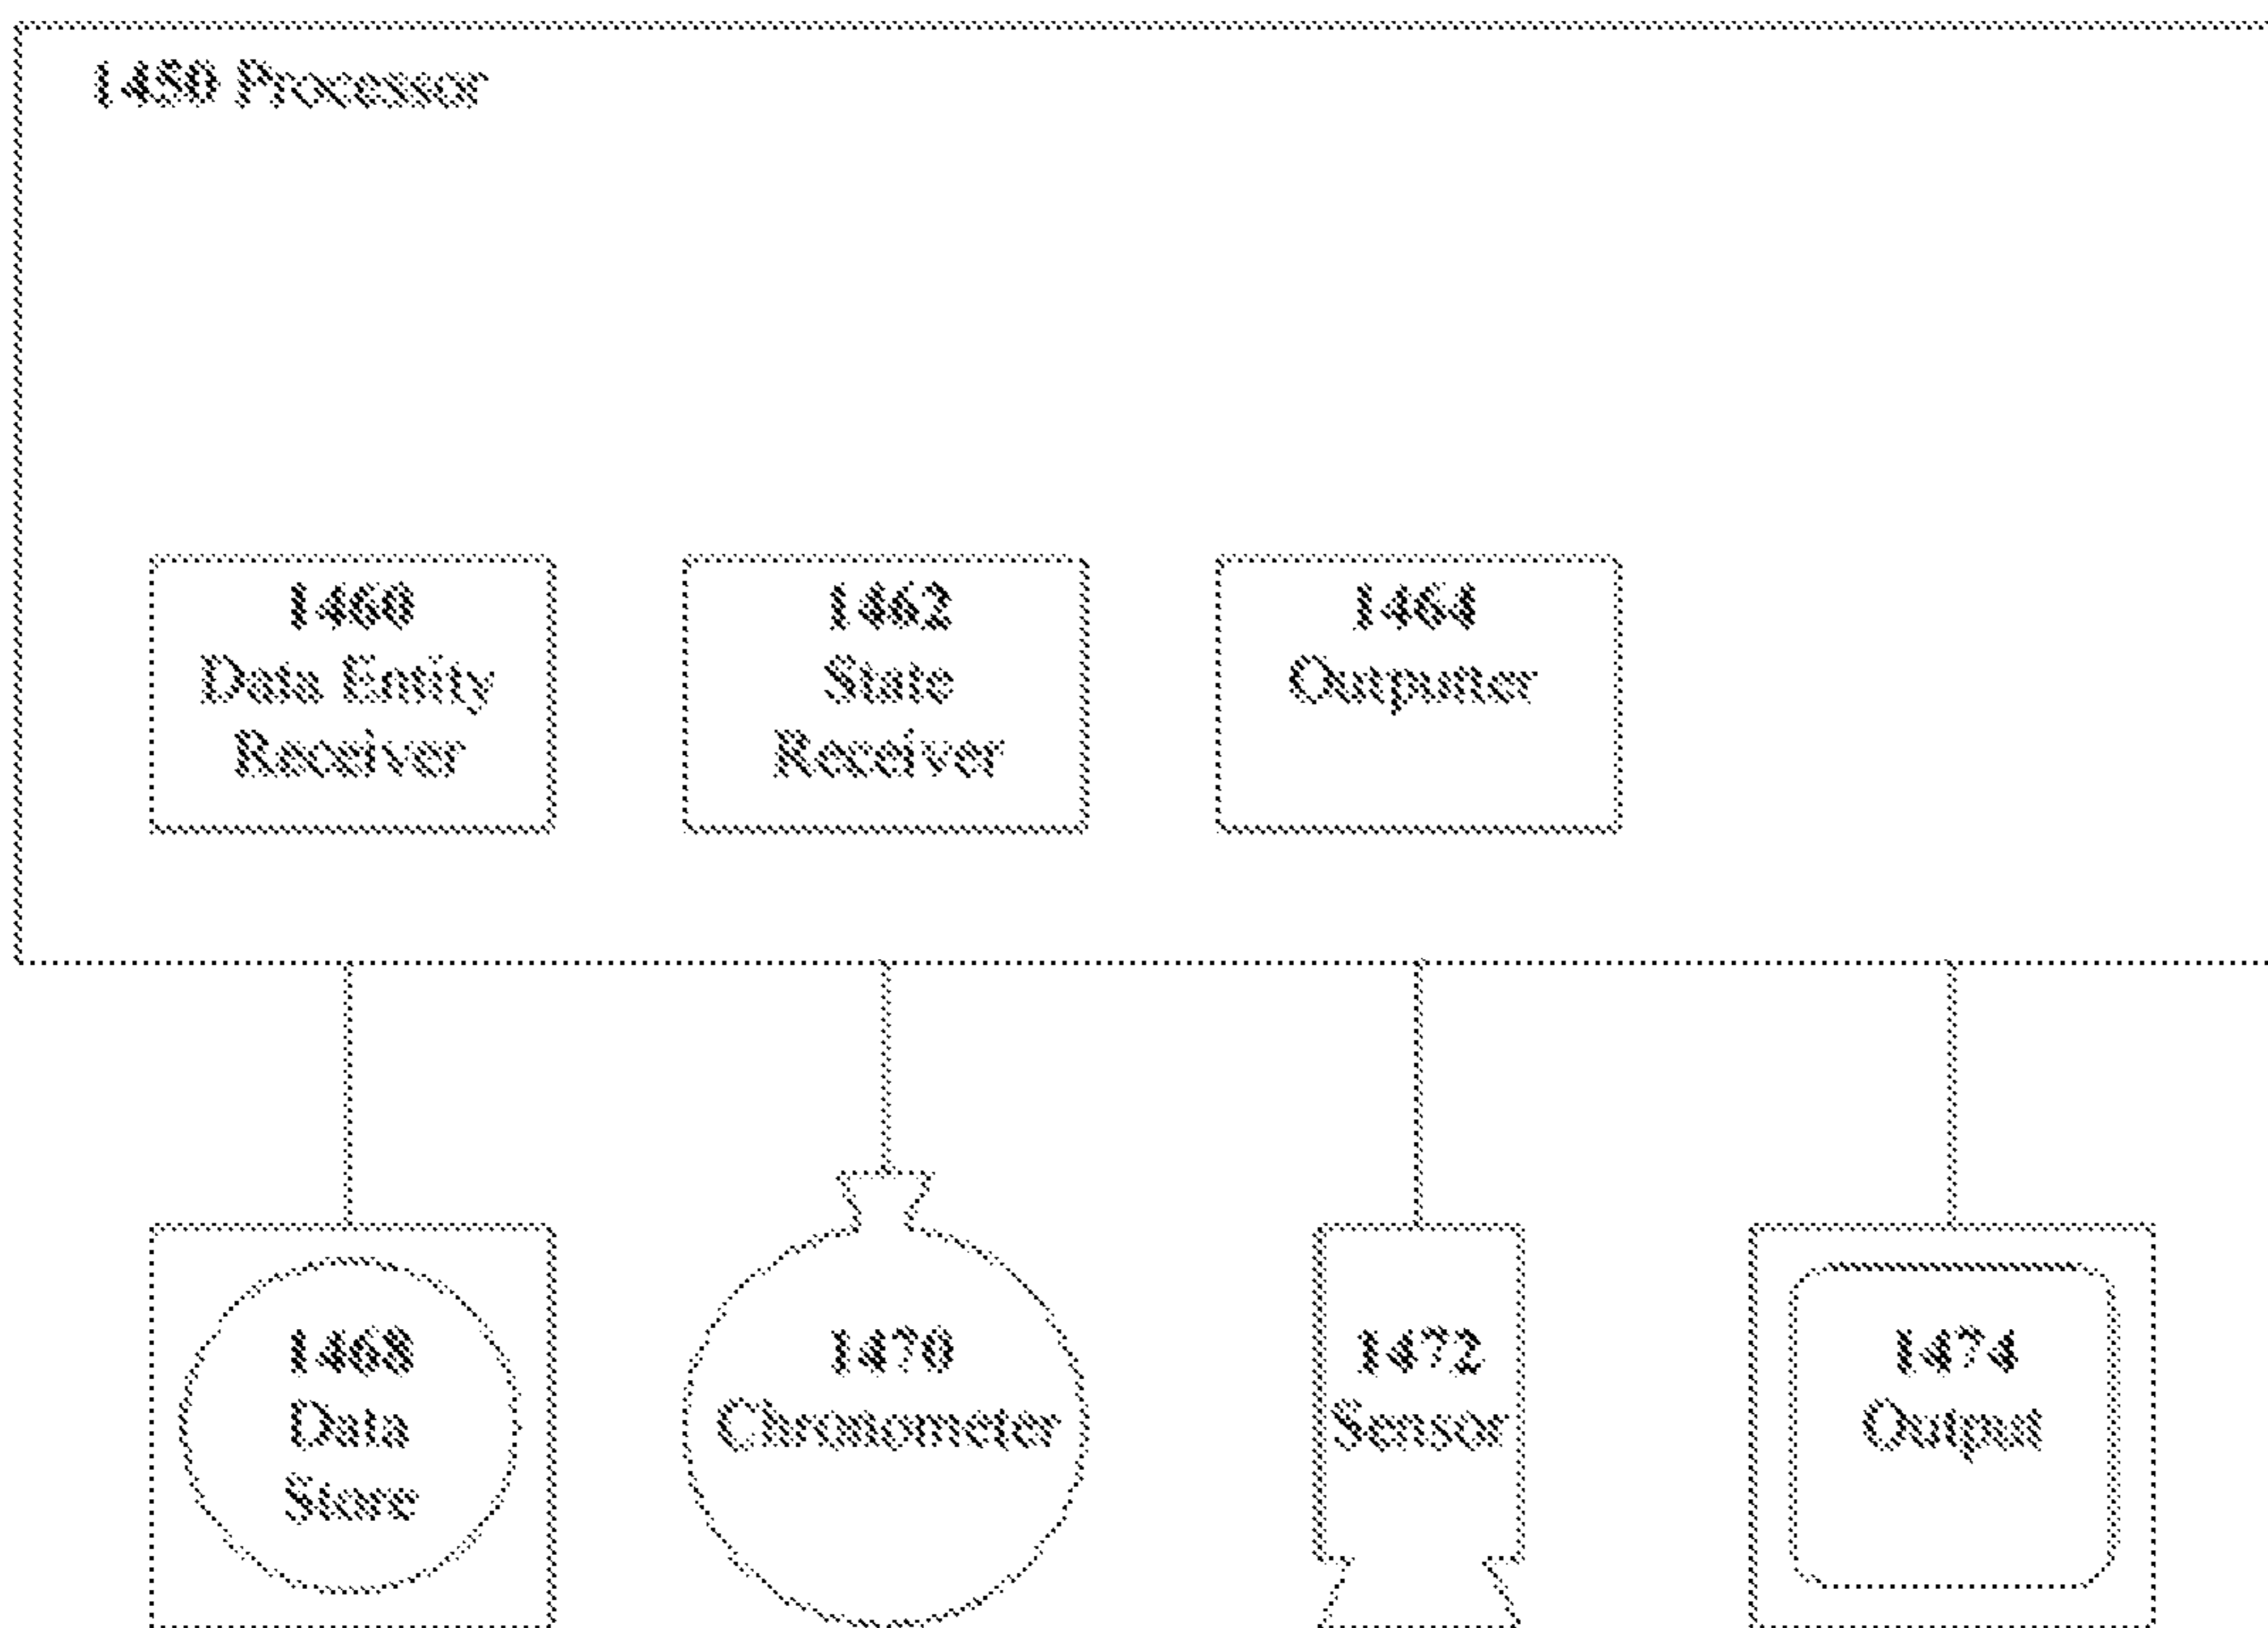 1450 Processor
1460
Data Entity
Receiver
1462
State
Receiver
1464
Outputter
1468
Data
Store
1470
Chronometer
1472
Sensor
1474
Output